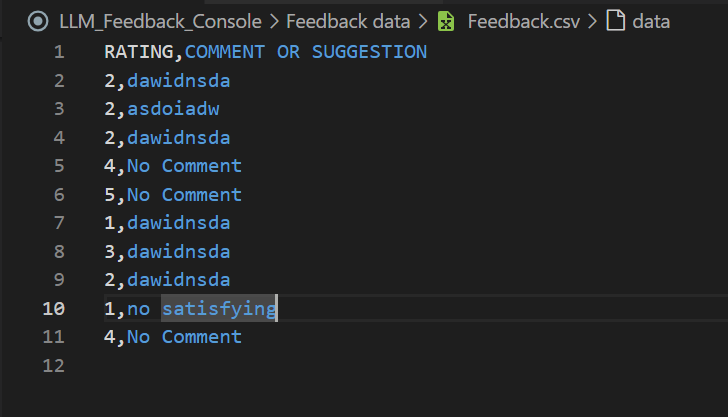 LLM_Feedback_Console > Feedback data > Feedback.csv > data
1 RATING,COMMENT OR SUGGESTION
2 2,dawidnsda
3 2,asdoiadw
4 2,dawidnsda
5 4,No Comment
6 5,No Comment
7 1,dawidnsda
8 3,dawidnsda
9 2,dawidnsda
10 1,no satisfying
11 4,No Comment
12